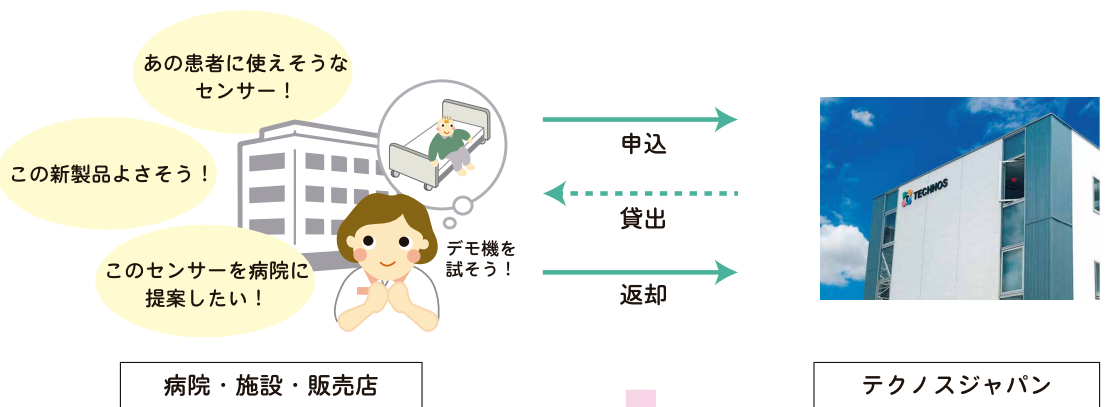 あの患者に使えそうな
センサー！
この新製品よさそう！
このセンサーを病院に
提案したい！
デモ機を
試そう！
申込
貸出
返却
TECHNOS
病院・施設・販売店
テクノスジャパン